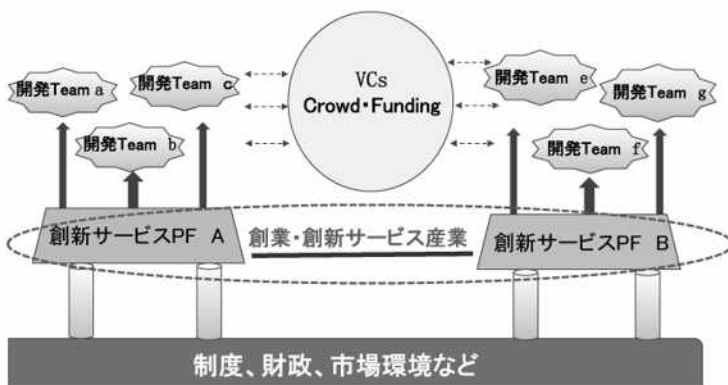 開発Team a
開発Team c
開発Team b
VCs
Crowd・Funding
開発Team e
開発Team g
開発Team f
創新サービスPF A
創業・創新サービス産業
創新サービスPF B
制度、財政、市場環境など